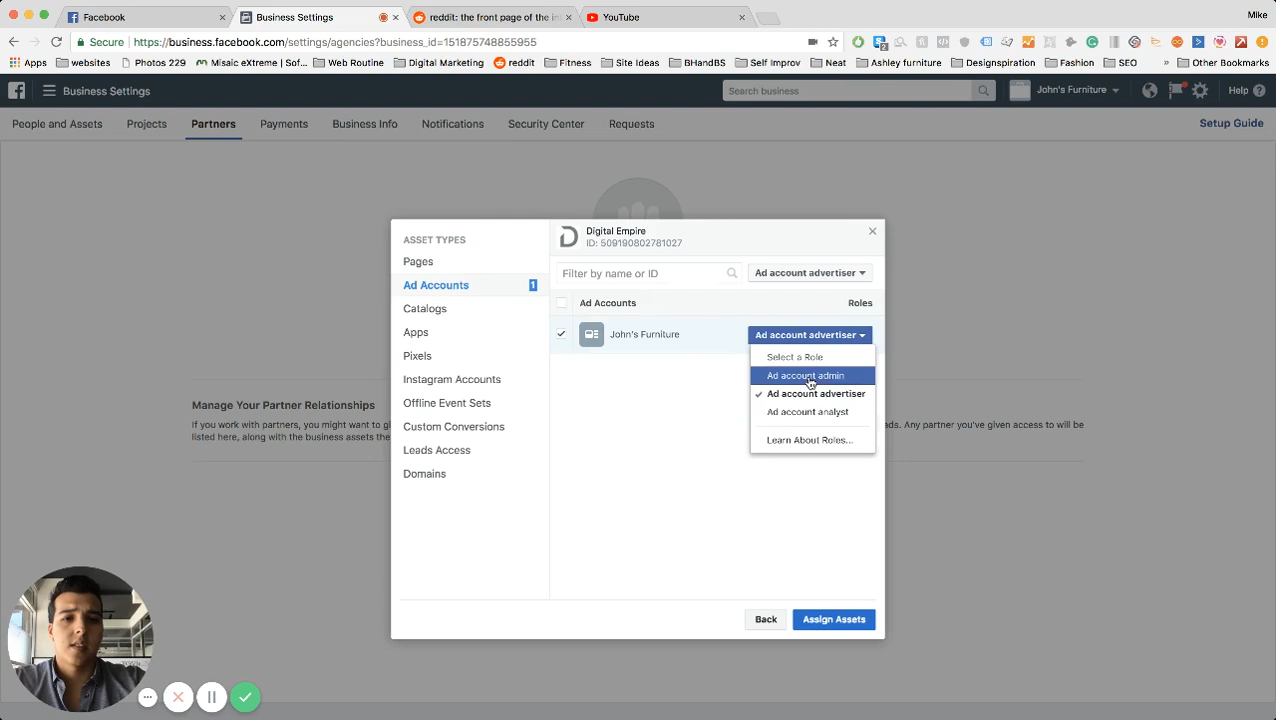 Facebook
Business Settings
reddit: the front page of the in
YouTube
Mike
Secure
https://business.facebook.com/settings/agencies?business_id=151875748855955
Apps
websites
Photos 229
Misaic eXtreme | Sof...
Web Routine
Digital Marketing
reddit
Fitness
Site Ideas
BHandBS
Self Improv
Neat
Ashley furniture
Designspiration
Fashion
SEO
»
Other Bookmarks
Business Settings
Search business
John's Furniture
Help
People and Assets
Projects
Partners
Payments
Business Info
Notifications
Security Center
Requests
Setup Guide
ASSET TYPES
Pages
Ad Accounts
1
Catalogs
Apps
Pixels
Instagram Accounts
Offline Event Sets
Custom Conversions
Leads Access
Domains
Digital Empire
ID: 509190802781027
Filter by name or ID
Ad account advertiser
Ad Accounts
Roles
John's Furniture
Ad account advertiser
Select a Role
Ad account admin
Ad account advertiser
Ad account analyst
Learn About Roles...
Manage Your Partner Relationships
If you work with partners, you might want to gi
ads. Any partner you've given access to will be
listed here, along with the business assets the
Back
Assign Assets